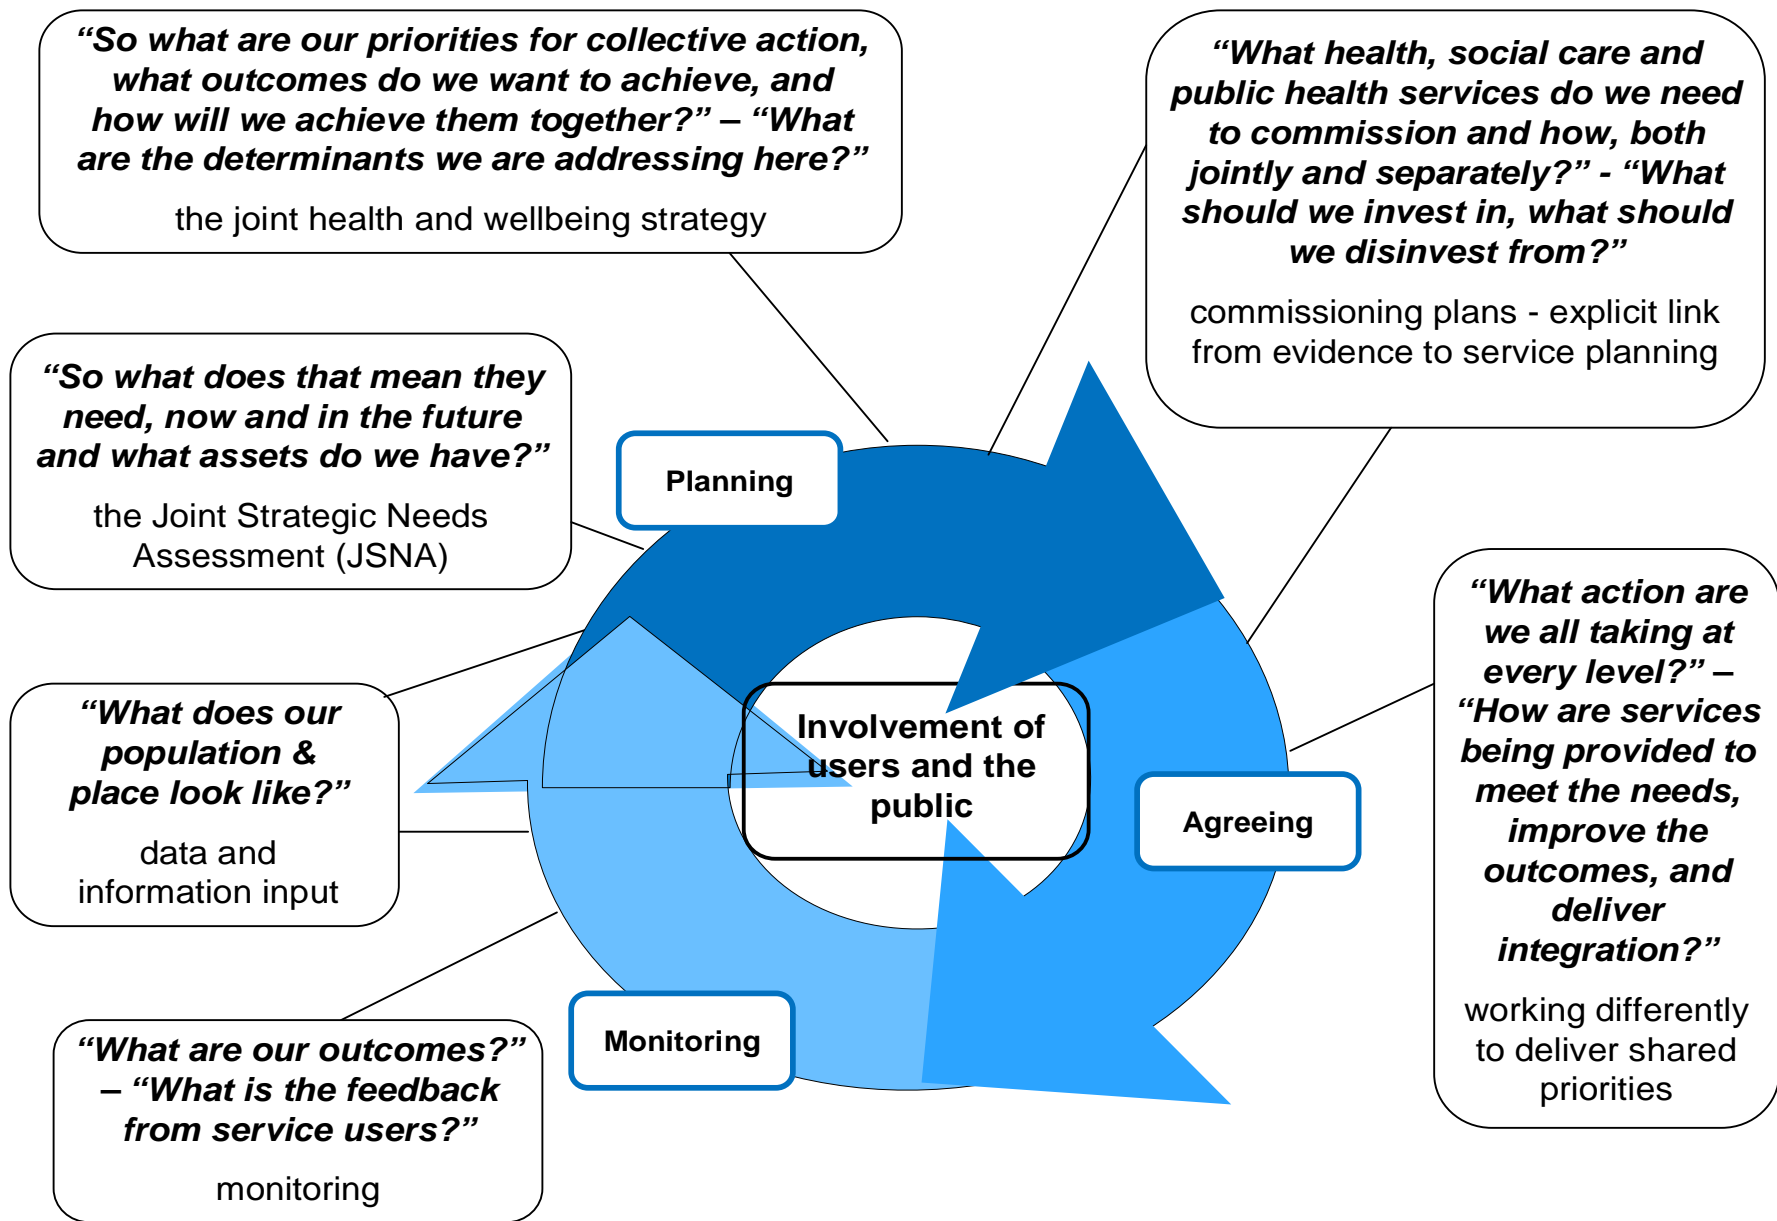 “So what are our priorities for collective action,
what outcomes do we want to achieve, and
how will we achieve them together?” – “What
are the determinants we are addressing here?”
the joint health and wellbeing strategy
“What health, social care and
public health services do we need
to commission and how, both
jointly and separately?” - “What
should we invest in, what should
we disinvest from?”
commissioning plans - explicit link
from evidence to service planning
“So what does that mean they
need, now and in the future
and what assets do we have?”
the Joint Strategic Needs
Assessment (JSNA)
Planning
“What does our
population &
place look like?”
data and
information input
Involvement of
users and the
public
Agreeing
“What action are
we all taking at
every level?” –
“How are services
being provided to
meet the needs,
improve the
outcomes, and
deliver
integration?”
working differently
to deliver shared
priorities
Monitoring
“What are our outcomes?”
– “What is the feedback
from service users?”
monitoring